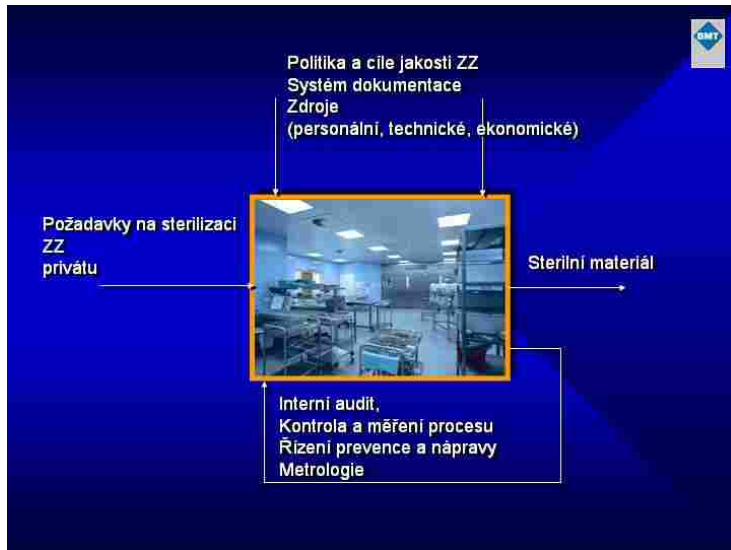 BMT
Politika a cíle jakosti ZZ
Systém dokumentace
Zdroje
(personální, technické, ekonomické)
Požadavky na sterilizaci
ZZ
privátu
Sterilní materiál
Interní audit,
Kontrola a měření procesu
Řízení prevence a nápravy
Metrologie